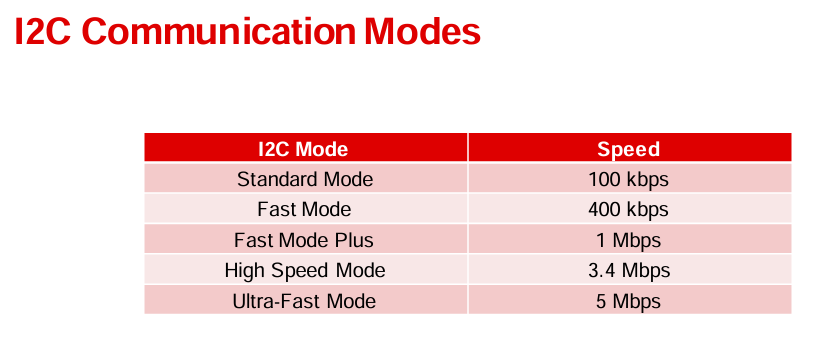 I2C Communication Modes
I2C Mode Speed
Standard Mode 100 kbps
Fast Mode 400 kbps
Fast Mode Plus 1 Mbps
High Speed Mode 3.4 Mbps
Ultra-Fast Mode 5 Mbps